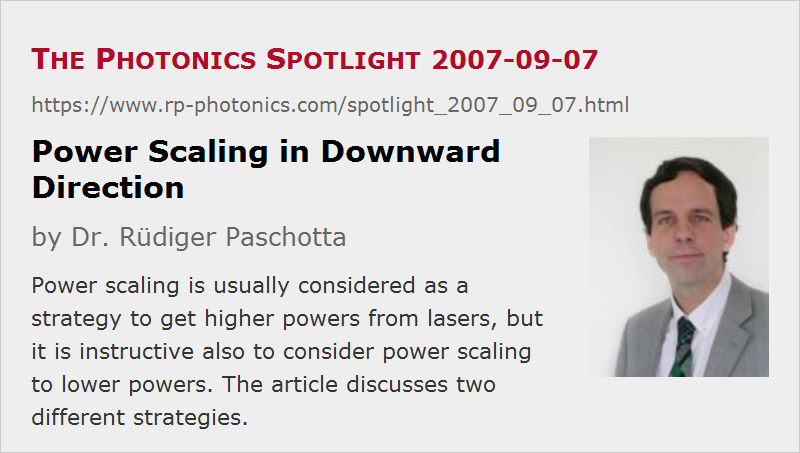 The Photonics Spotlight 2007-09-07
https://www.rp-photonics.com/spotlight_2007_09_07.html
Power Scaling in Downward
Direction
by Dr. Rüdiger Paschotta
Power scaling is usually considered as a
strategy to get higher powers from lasers, but
it is instructive also to consider power scaling
to lower powers. The article discusses two
different strategies.